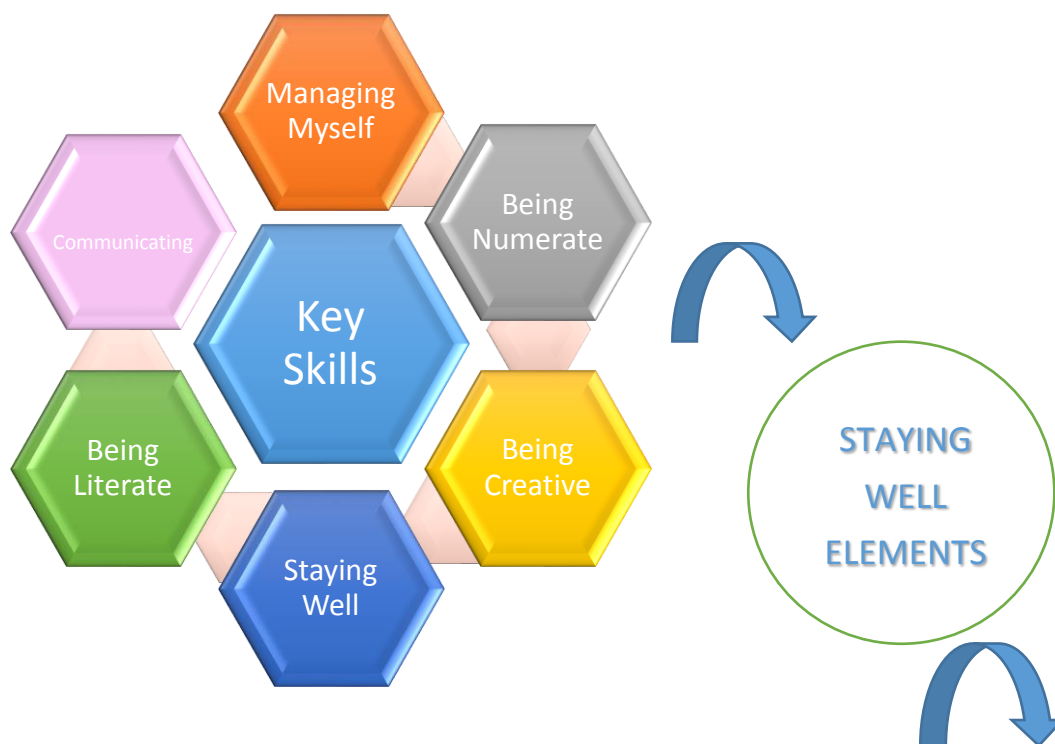 Managing
Myself
Being
Numerate
Communicating
Key
Skills
Being
Literate
Being
Creative
Staying
Well
STAYING
WELL
ELEMENTS